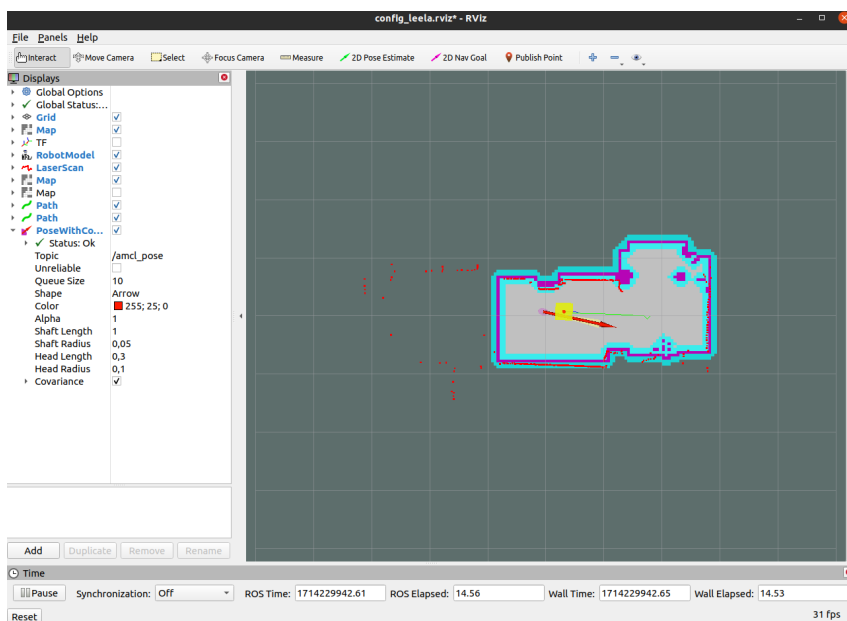 config_leela.rviz* - RViz
File Panels Help
Interact Move Camera Select Focus Camera Measure 2D Pose Estimate 2D Nav Goal Publish Point
Displays
Global Options
Global Status:...
Grid
Map
TF
RobotModel
LaserScan
Map
Map
Path
Path
PoseWithCo...
Status: Ok
Topic /amcl_pose
Unreliable
Queue Size 10
Shape Arrow
Color 255; 25; 0
Alpha 1
Shaft Length 1
Shaft Radius 0,05
Head Length 0,3
Head Radius 0,1
Covariance
Add Duplicate Remove Rename
Time
Pause Synchronization: Off ROS Time: 1714229942.61 ROS Elapsed: 14.56 Wall Time: 1714229942.65 Wall Elapsed: 14.53
Reset 31 fps